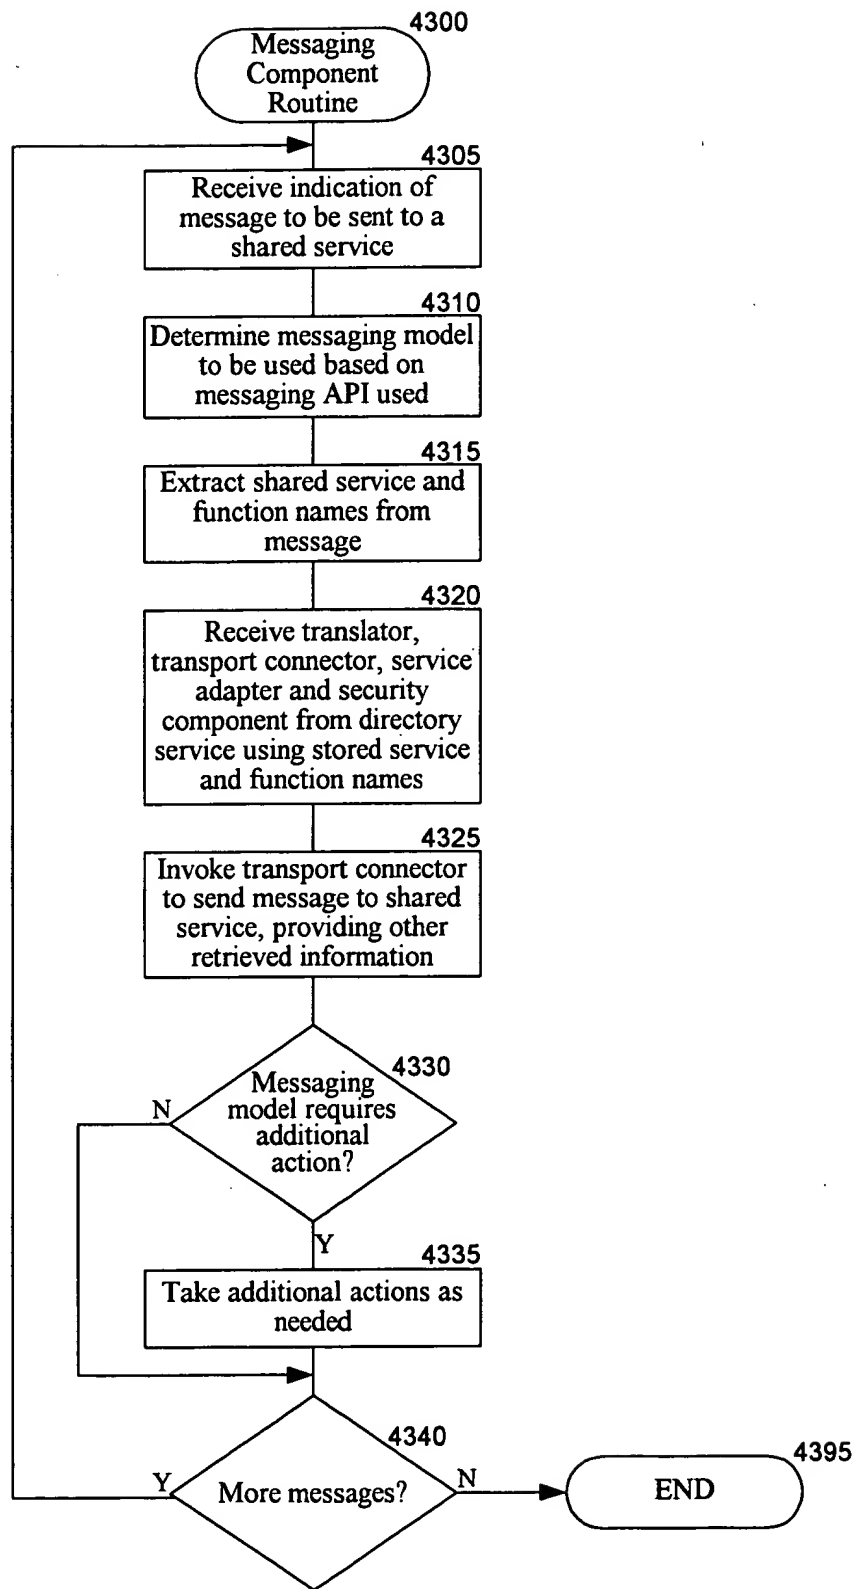 4300
Messaging
Component
Routine
4305
Receive indication of
message to be sent to a
shared service
4310
Determine messaging model
to be used based on
messaging API used
4315
Extract shared service and
function names from
message
4320
Receive translator,
transport connector, service
adapter and security
component from directory
service using stored service
and function names
4325
Invoke transport connector
to send message to shared
service, providing other
retrieved information
4330
Messaging
model requires
additional
action?
N
Y
4335
Take additional actions as
needed
4340
More messages?
Y
N
4395
END